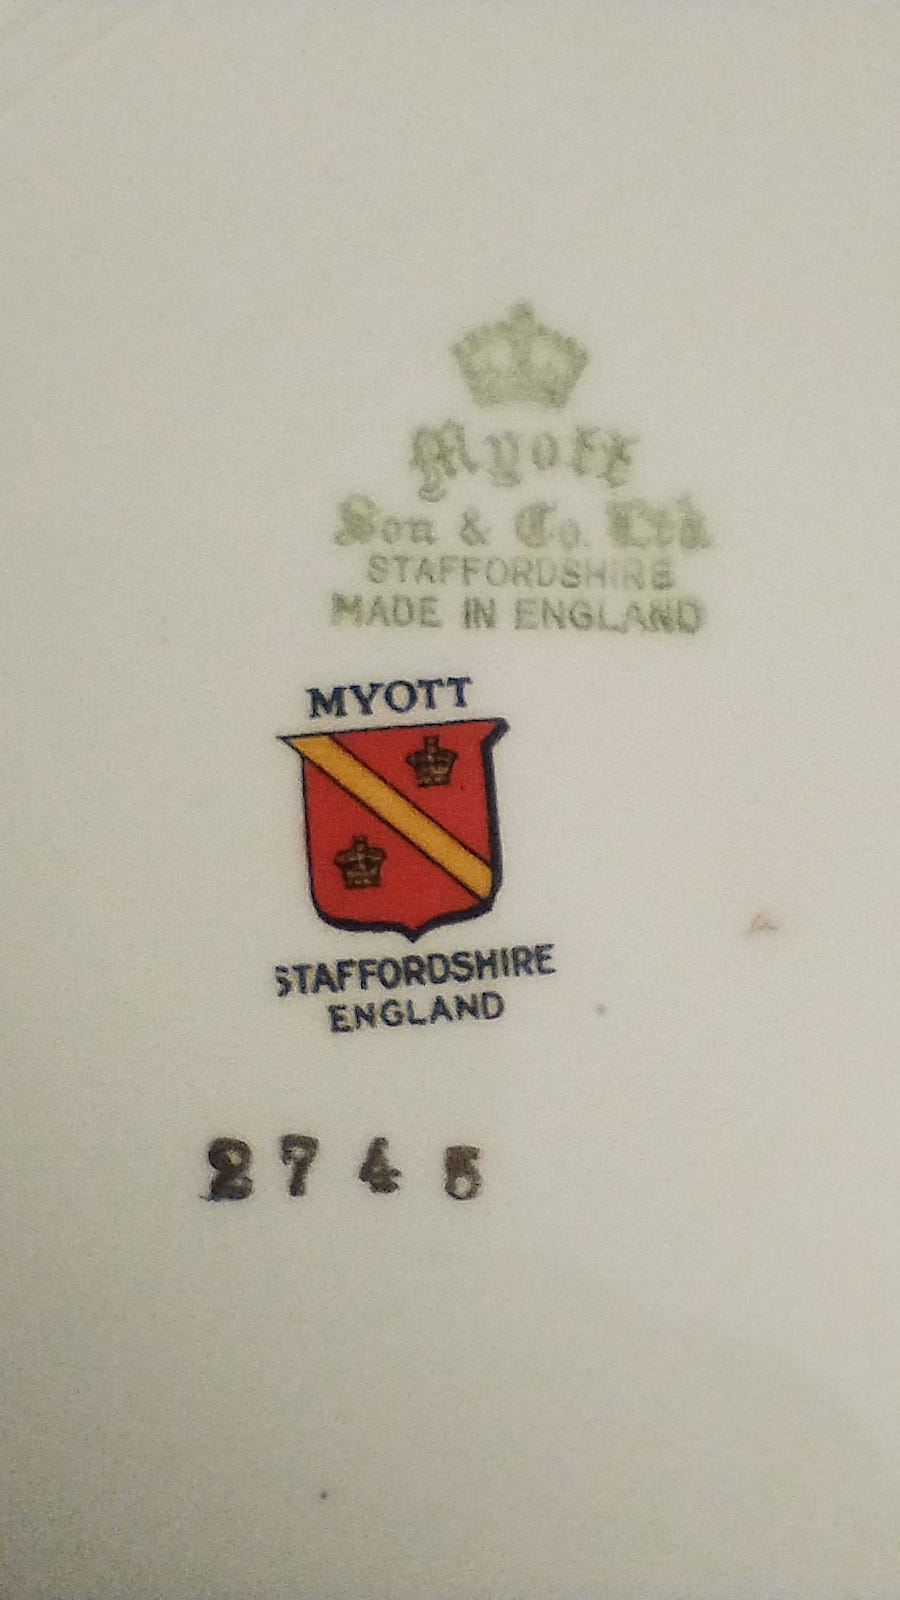 Myott
Son & Co. Ltd
STAFFORDSHIRE
MADE IN ENGLAND
MYOTT
STAFFORDSHIRE
ENGLAND
2745